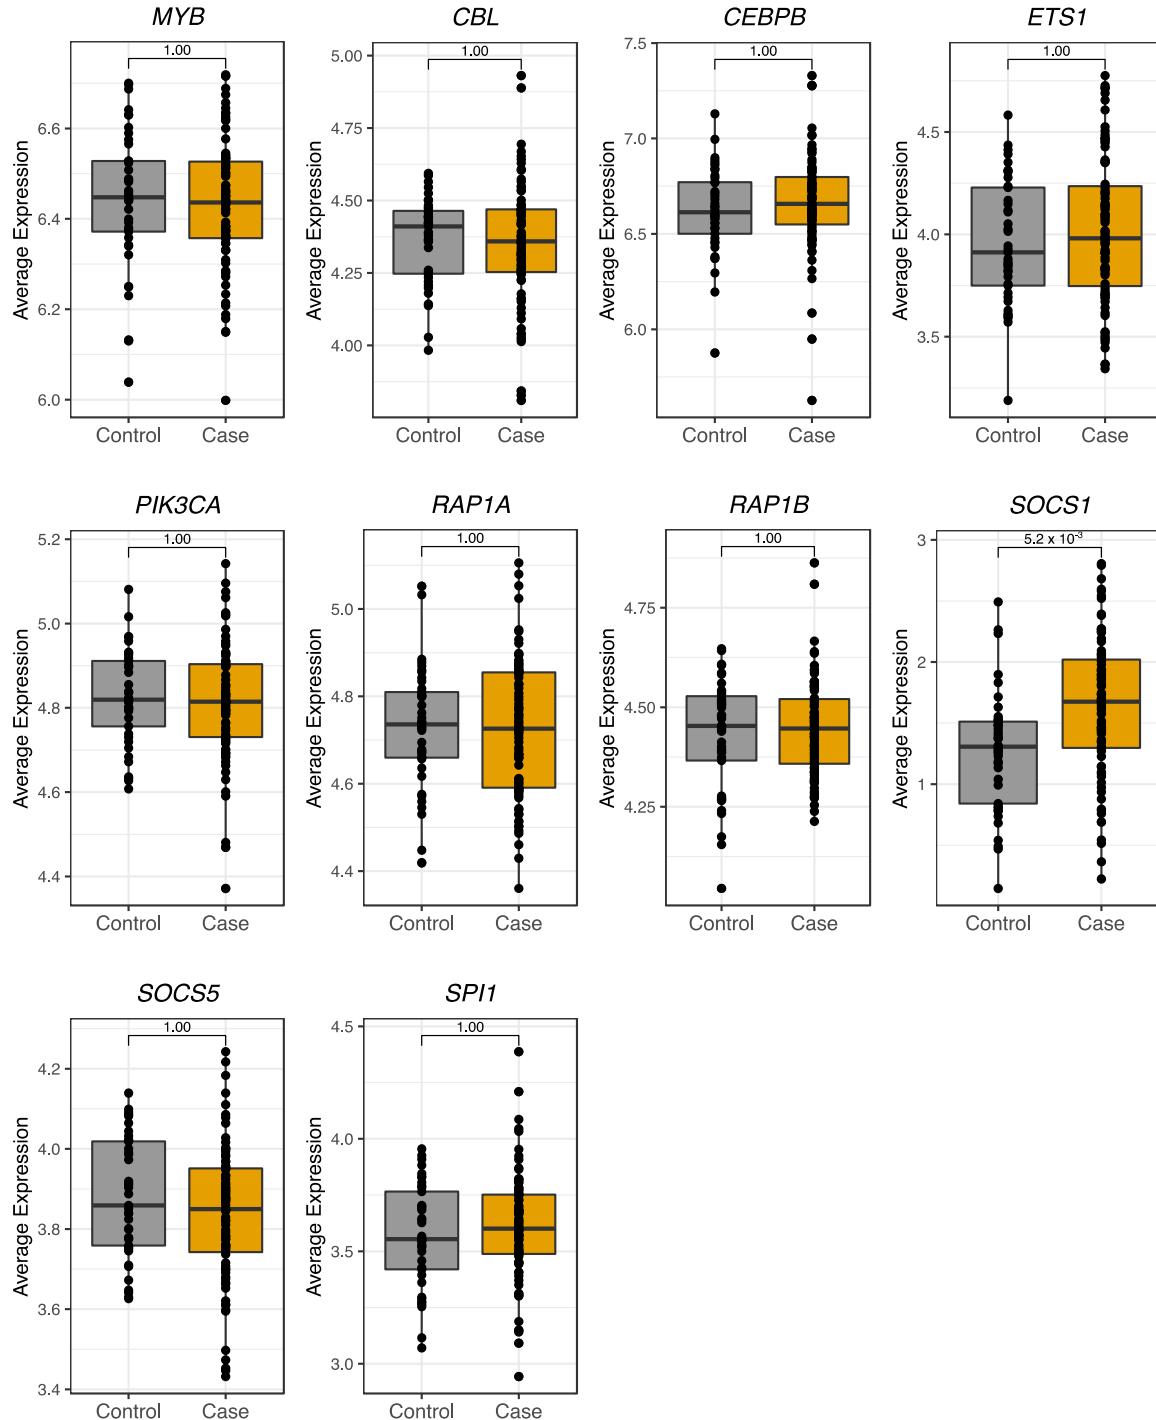 MYB
CBL
CEBPB
ETS1
1.00
1.00
1.00
1.00
Average Expression
6.6
6.4
6.2
6.0
Average Expression
5.00
4.75
4.50
4.25
4.00
Average Expression
7.5
7.0
6.5
6.0
Average Expression
4.5
4.0
3.5
Control Case
Control Case
Control Case
Control Case
PIK3CA
RAP1A
RAP1B
SOCS1
1.00
1.00
1.00
5.2 x 10⁻³
Average Expression
5.2
5.0
4.8
4.6
4.4
Average Expression
5.0
4.8
4.6
4.4
Average Expression
4.75
4.50
4.25
Average Expression
3
2
1
Control Case
Control Case
Control Case
Control Case
SOCS5
SPI1
1.00
1.00
Average Expression
4.2
4.0
3.8
3.6
3.4
Average Expression
4.5
4.0
3.5
3.0
Control Case
Control Case